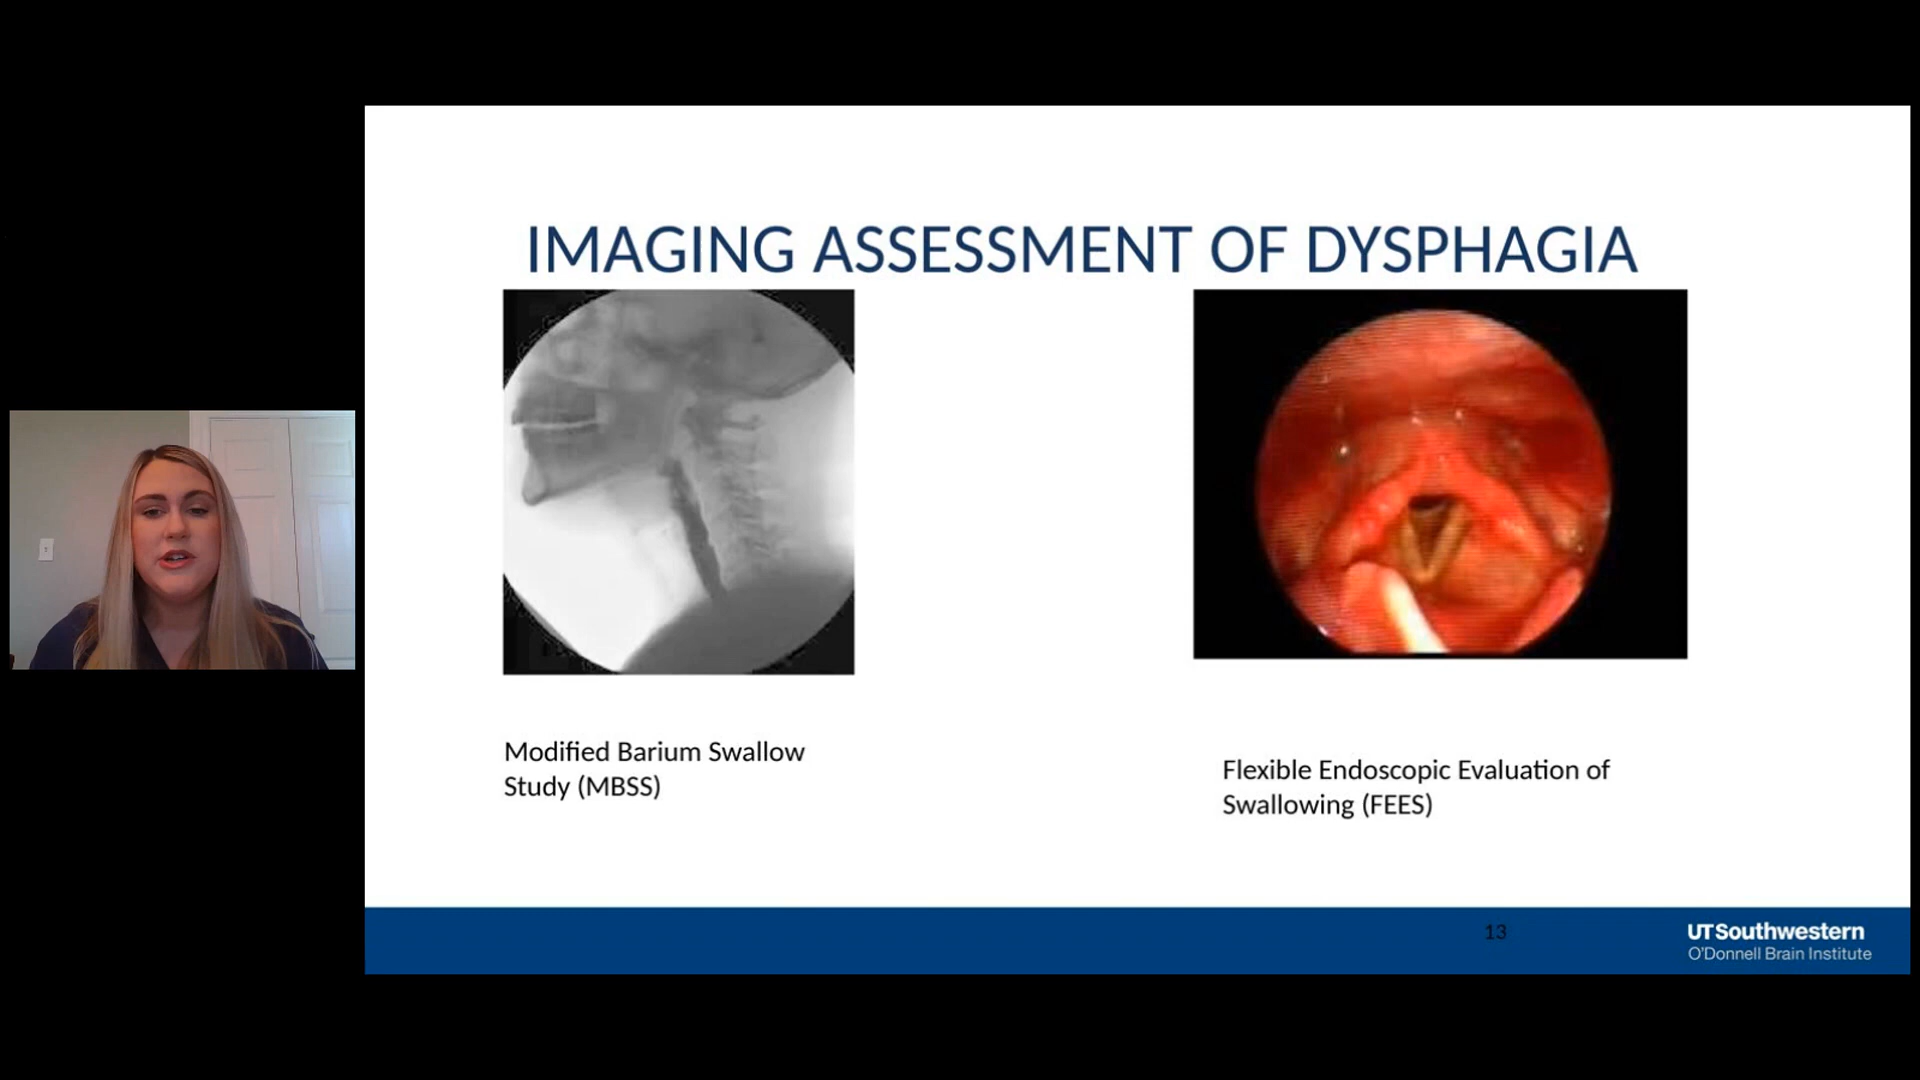 IMAGING ASSESSMENT OF DYSPHAGIA
Modified Barium Swallow
Study (MBSS)
Flexible Endoscopic Evaluation of
Swallowing (FEES)
13
UTSouthwestern
O'Donnell Brain Institute